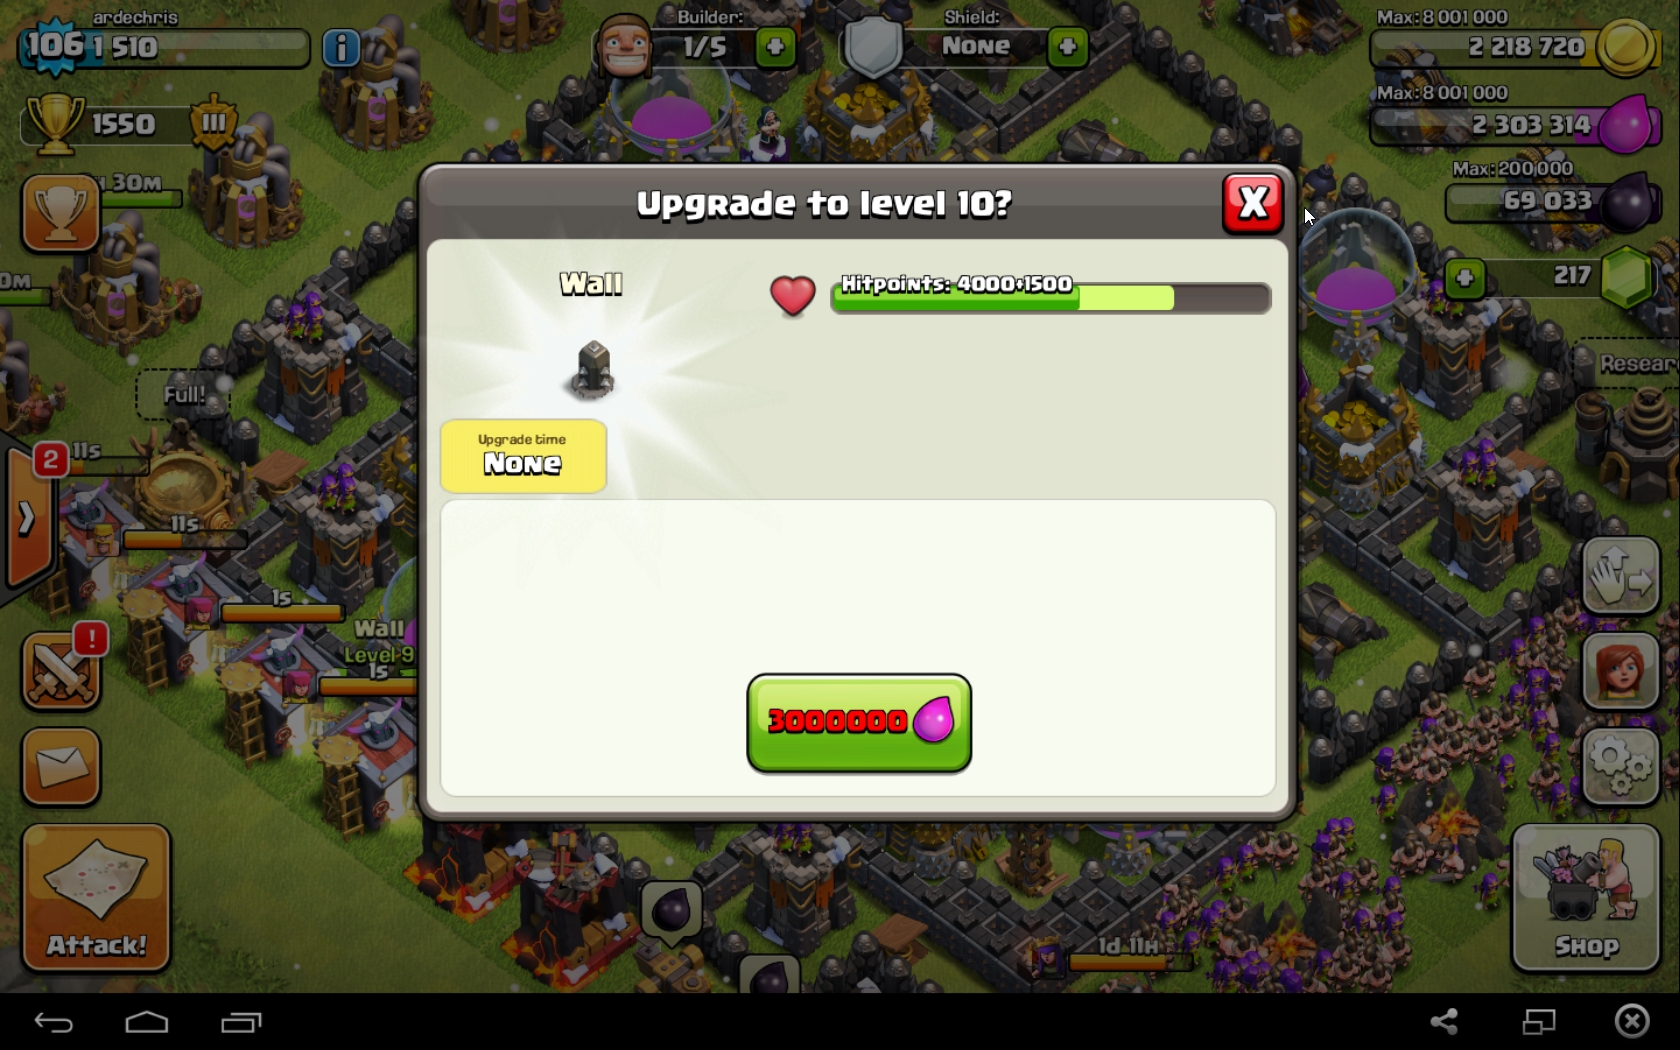 ardechris
106 1 510
i
Builder:
1/5
Shield:
None
Max: 8 001 000
2 218 720
Max: 8 001 000
2 303 314
Max: 200 000
69 033
217
1550
III
H 30M
0M
Upgrade to level 10?
X
Wall
Hitpoints: 4000+1500
Upgrade time
None
3000000
Full!
Resear
2
11s
11s
1s
Wall
Level 9
1s
!
1d 11H
Attack!
Shop